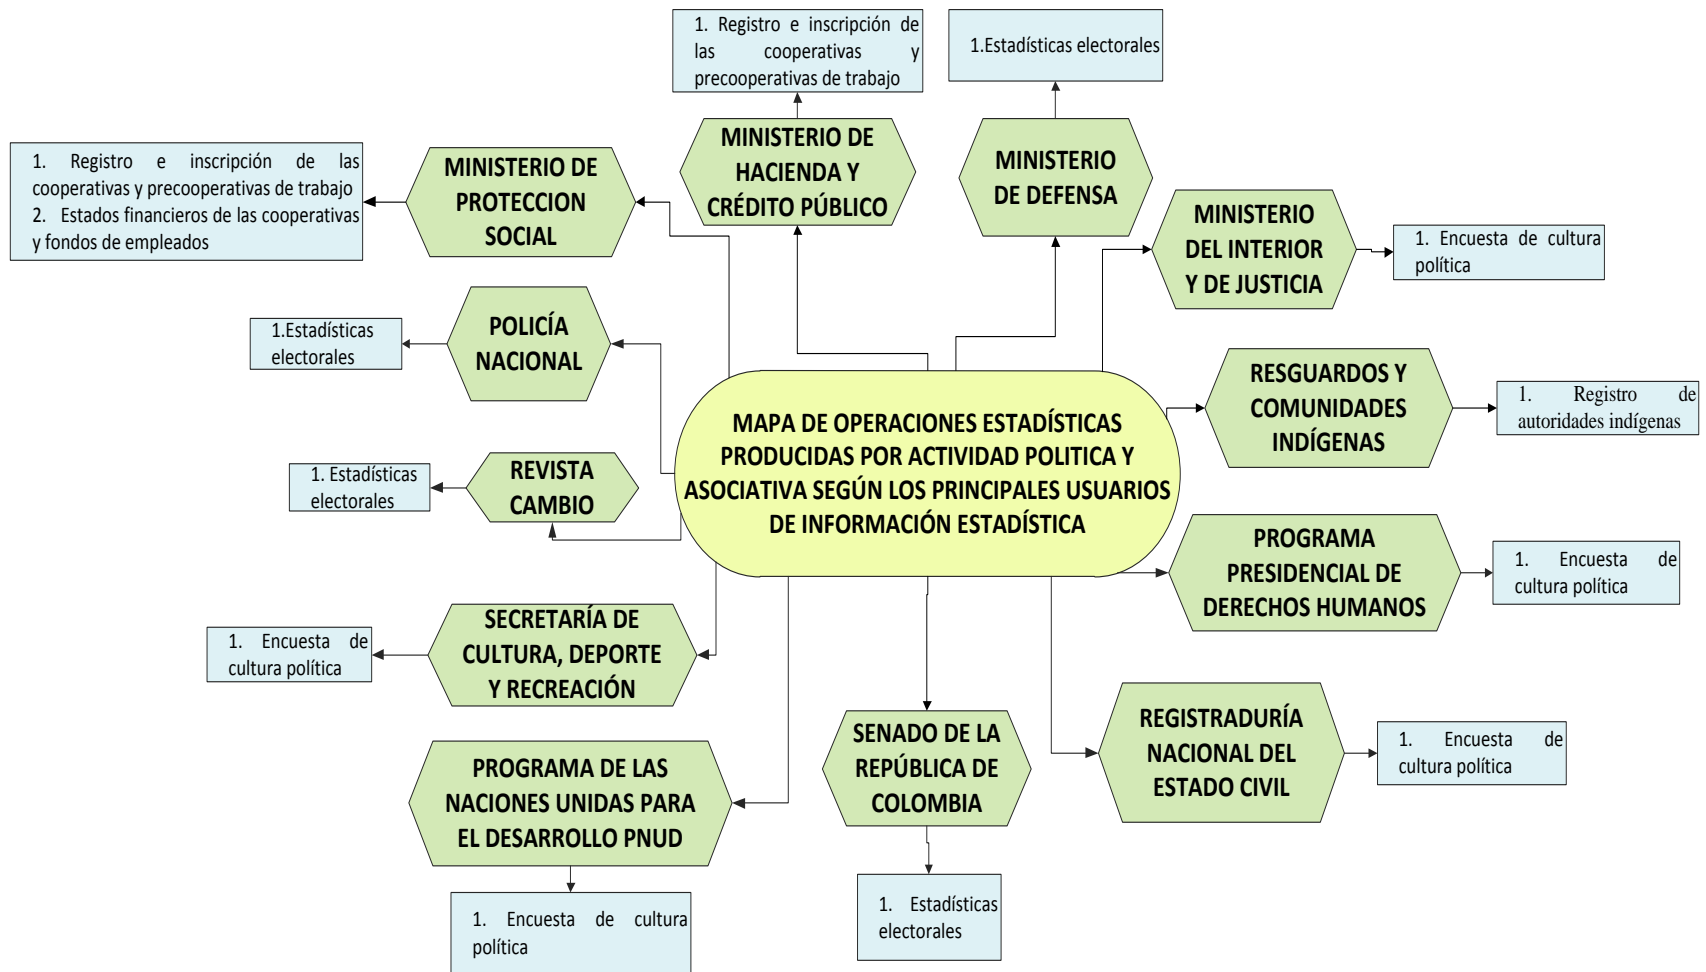 1. Registro e inscripción de
las cooperativas y
precooperativas de trabajo
1.Estadísticas electorales
MINISTERIO DE
HACIENDA Y
CRÉDITO PÚBLICO
MINISTERIO
DE DEFENSA
1. Registro e inscripción de las
cooperativas y precooperativas de trabajo
2. Estados financieros de las cooperativas
y fondos de empleados
MINISTERIO DE
PROTECCION
SOCIAL
MINISTERIO
DEL INTERIOR
Y DE JUSTICIA
1. Encuesta de cultura
política
1.Estadísticas
electorales
POLICÍA
NACIONAL
RESGUARDOS Y
COMUNIDADES
INDÍGENAS
1. Registro de
autoridades indígenas
MAPA DE OPERACIONES ESTADÍSTICAS
PRODUCIDAS POR ACTIVIDAD POLITICA Y
ASOCIATIVA SEGÚN LOS PRINCIPALES USUARIOS
DE INFORMACIÓN ESTADÍSTICA
1. Estadísticas
electorales
REVISTA
CAMBIO
PROGRAMA
PRESIDENCIAL DE
DERECHOS HUMANOS
1. Encuesta de
cultura política
1. Encuesta de
cultura política
SECRETARÍA DE
CULTURA, DEPORTE
Y RECREACIÓN
REGISTRADURÍA
NACIONAL DEL
ESTADO CIVIL
1. Encuesta de
cultura política
PROGRAMA DE LAS
NACIONES UNIDAS PARA
EL DESARROLLO PNUD
SENADO DE LA
REPÚBLICA DE
COLOMBIA
1. Encuesta de cultura
política
1. Estadísticas
electorales